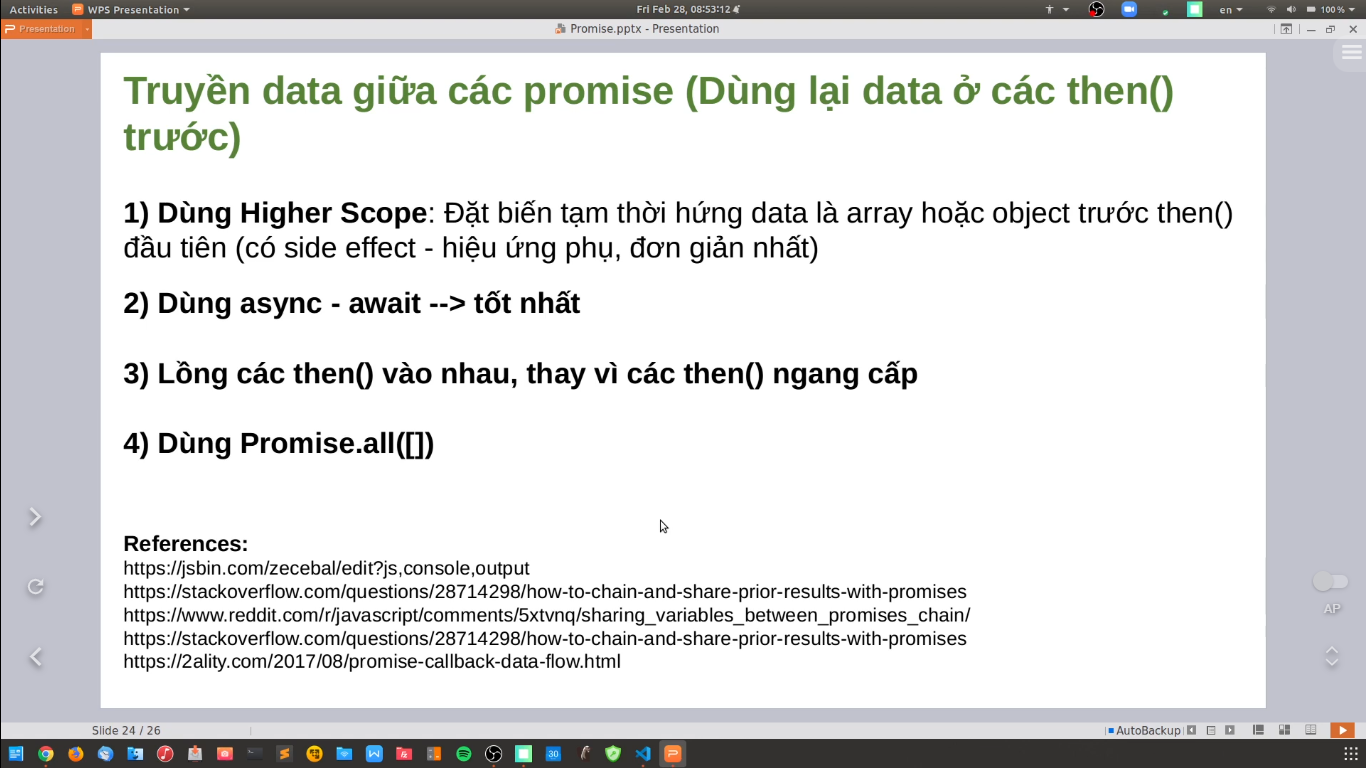 Activities WPS Presentation Fri Feb 28, 08:53:12 en 100 %
Presentation Promise.pptx - Presentation
Truyền data giữa các promise (Dùng lại data ở các then()
trước)
1) Dùng Higher Scope: Đặt biến tạm thời hứng data là array hoặc object trước then()
đầu tiên (có side effect - hiệu ứng phụ, đơn giản nhất)
2) Dùng async - await --> tốt nhất
3) Lồng các then() vào nhau, thay vì các then() ngang cấp
4) Dùng Promise.all([])
References:
https://jsbin.com/zecebal/edit?js,console,output
https://stackoverflow.com/questions/28714298/how-to-chain-and-share-prior-results-with-promises
https://www.reddit.com/r/javascript/comments/5xtvnq/sharing_variables_between_promises_chain/
https://stackoverflow.com/questions/28714298/how-to-chain-and-share-prior-results-with-promises
https://2ality.com/2017/08/promise-callback-data-flow.html
AP
Slide 24 / 26 AutoBackup
30